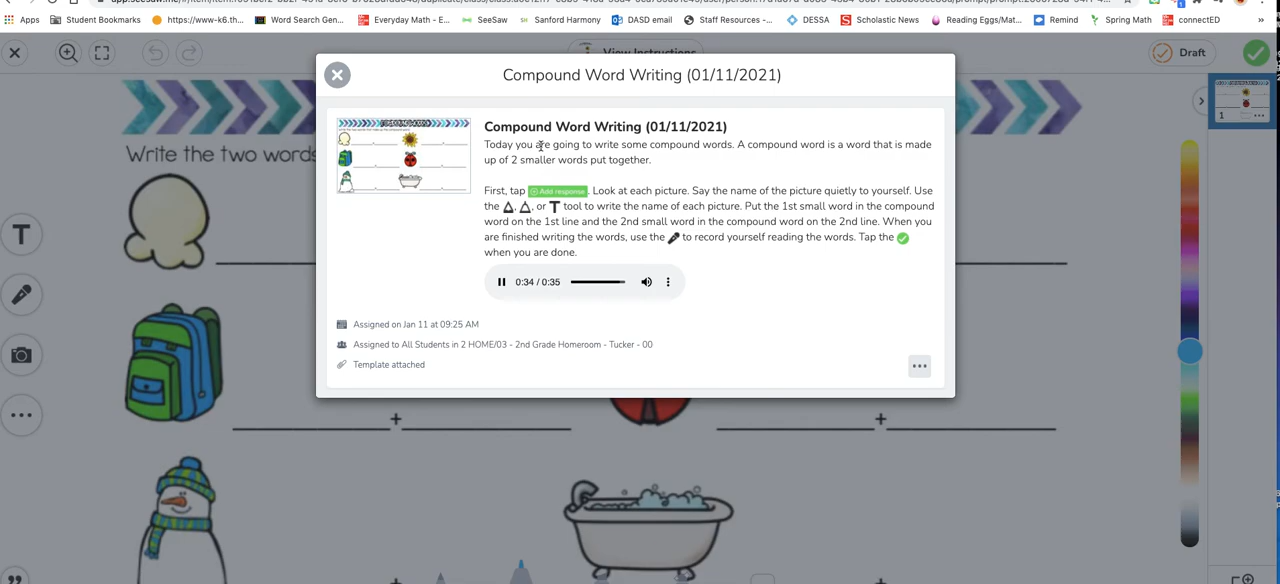 Apps
Student Bookmarks
https://www-k6.th...
Word Search Gen...
Everyday Math – E...
SeeSaw
Sanford Harmony
DASD email
Staff Resources -...
DESSA
Scholastic News
Reading Eggs/Mat...
Remind
Spring Math
connectED
View Instructions
Draft
Compound Word Writing (01/11/2021)
Compound Word Writing (01/11/2021)
Today you are going to write some compound words. A compound word is a word that is made
up of 2 smaller words put together.
First, tap Add response. Look at each picture. Say the name of the picture quietly to yourself. Use
the , , or T tool to write the name of each picture. Put the 1st small word in the compound
word on the 1st line and the 2nd small word in the compound word on the 2nd line. When you
are finished writing the words, use the to record yourself reading the words. Tap the
when you are done.
0:34 / 0:35
Assigned on Jan 11 at 09:25 AM
Assigned to All Students in 2 HOME/03 - 2nd Grade Homeroom - Tucker - 00
Template attached
Write the two words
T
1
+
+